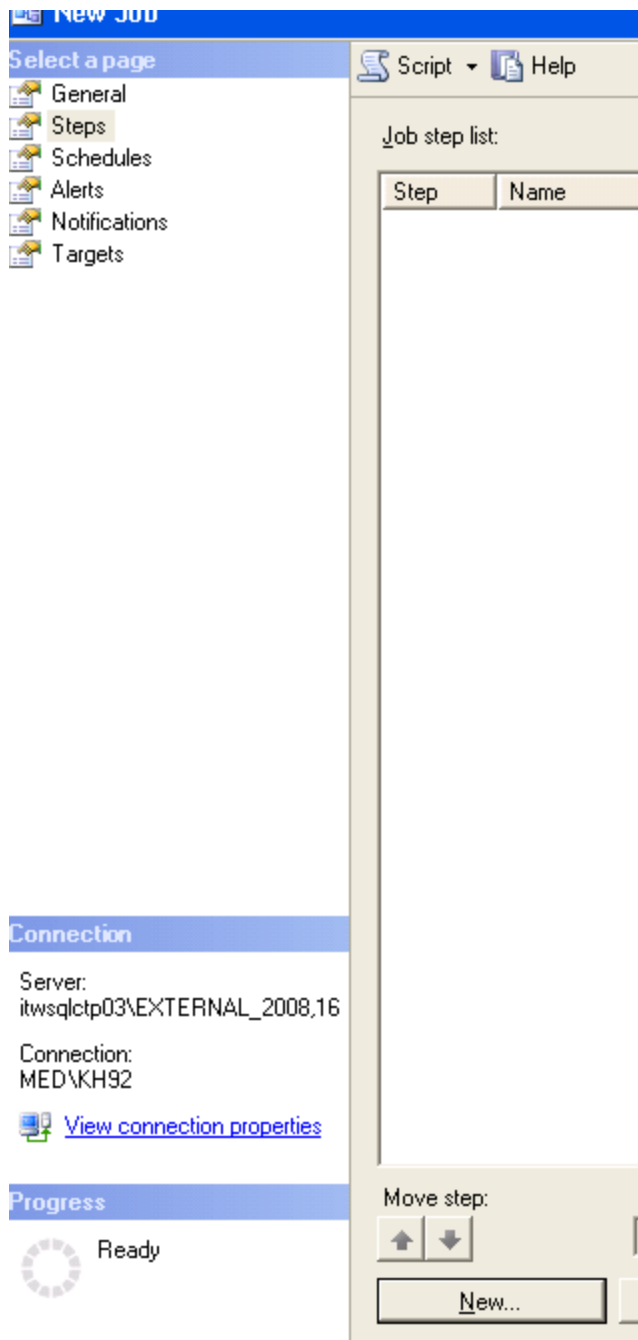 New Job
Select a page
General
Steps
Schedules
Alerts
Notifications
Targets
Script
Help
Job step list:
Step
Name
Connection
Server:
itwsqlctp03\EXTERNAL_2008,16
Connection:
MED\KH92
View connection properties
Progress
Ready
Move step:
New...